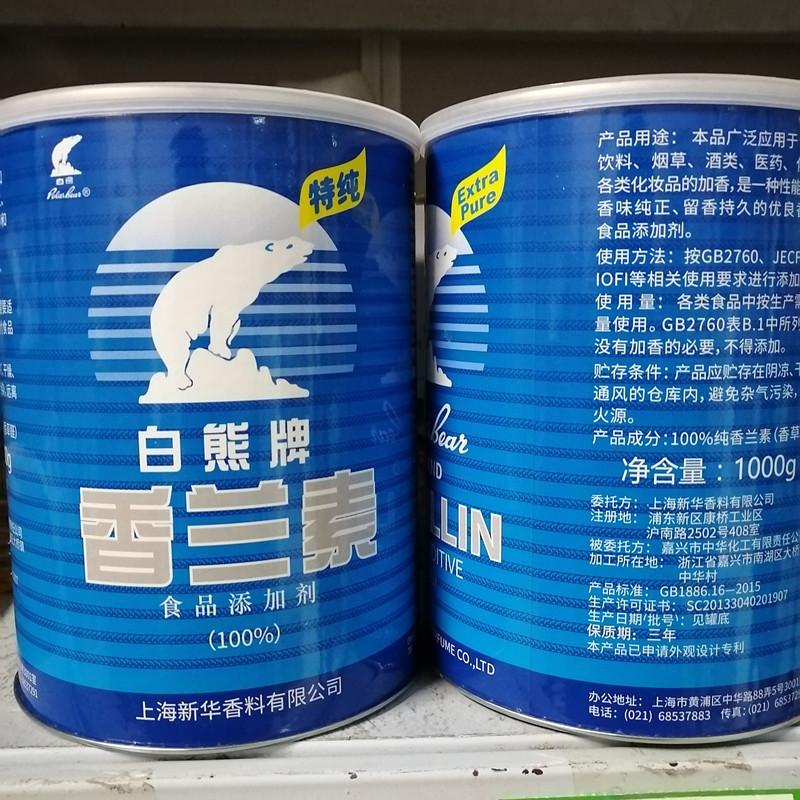 白熊
Polar Bear®
特纯
白熊牌
香兰素
食品添加剂
(100%)
上海新华香料有限公司
Extra
Pure
产品用途： 本品广泛应用于
饮料、烟草、酒类、医药、
各类化妆品的加香，是一种性能
香味纯正、留香持久的优良
食品添加剂。
使用方法：按GB2760、JECF
IOFI等相关使用要求进行添加
使 用 量： 各类食品中按生产
量使用。GB2760表B.1中所列
没有加香的必要，不得添加。
贮存条件：产品应贮存在阴凉、
通风的仓库内，避免杂气污染，
火源。
产品成分：100%纯香兰素（香草
净含量：1000g
委托方： 上海新华香料有限公司
注册地： 浦东新区康桥工业区
沪南路2502号408室
被委托方： 嘉兴市中华化工有限责任公
加工所在地： 浙江省嘉兴市南湖区大
中华村
产品标准： GB1886.16—2015
生产许可证书： SC20133040201907
生产日期(批号)：见罐底
保质期：三年
本产品已申请外观设计专利
办公地址： 上海市黄浦区中华路88弄5号3001
电话：（021）68537883 传真：（021）6853729
bear
ND
LLIN
DITIVE
FUME CO.,LTD